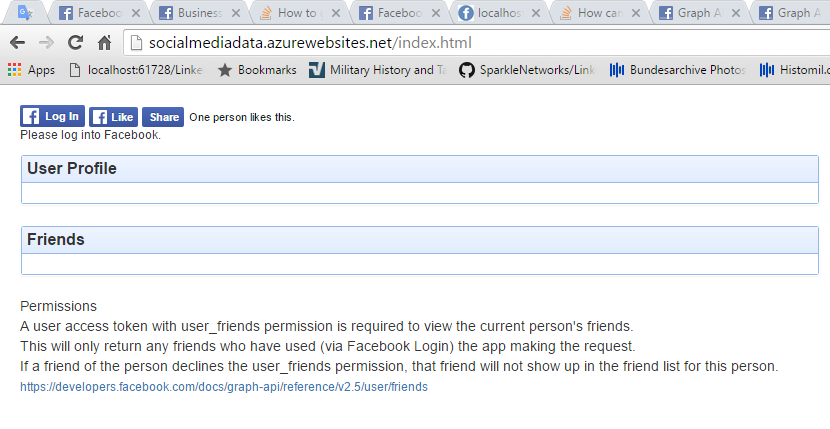 Facebook
Business
How to
Facebook
localhos
How can
Graph A
Graph A
socialmediadata.azurewebsites.net/index.html
Apps
localhost:61728/Linke
Bookmarks
Military History and Ta
SparkleNetworks/Link
Bundesarchive Photos
Histomil.c
Log In
Like
Share
One person likes this.
Please log into Facebook.
User Profile
Friends
Permissions
A user access token with user_friends permission is required to view the current person's friends.
This will only return any friends who have used (via Facebook Login) the app making the request.
If a friend of the person declines the user_friends permission, that friend will not show up in the friend list for this person.
https://developers.facebook.com/docs/graph-api/reference/v2.5/user/friends